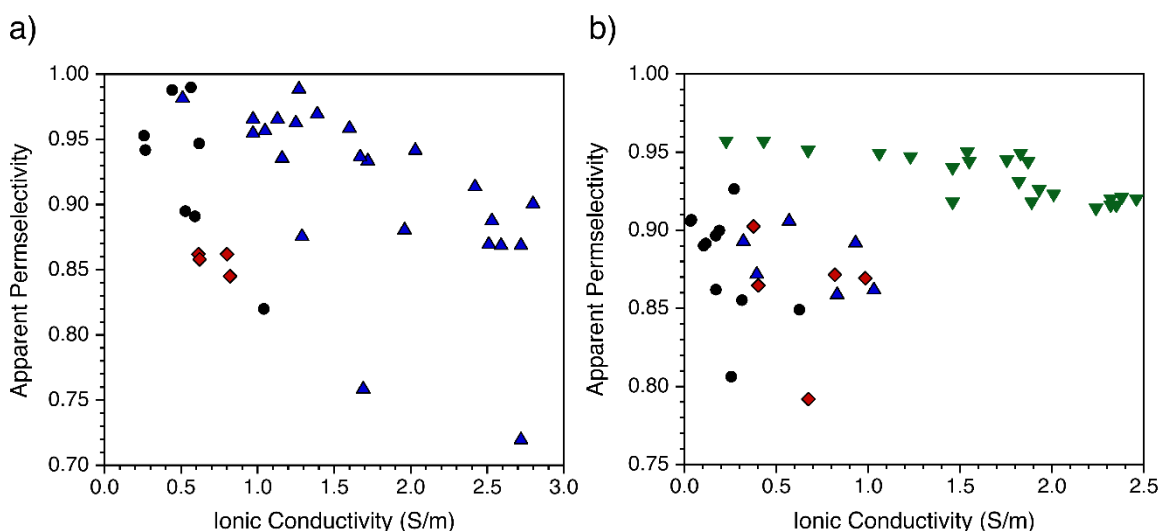 a)
1.00
0.95
0.90
0.85
0.80
0.75
0.70
Apparent Permselectivity
0.0 0.5 1.0 1.5 2.0 2.5 3.0
Ionic Conductivity (S/m)
b)
1.00
0.95
0.90
0.85
0.80
0.75
Apparent Permselectivity
0.0 0.5 1.0 1.5 2.0 2.5
Ionic Conductivity (S/m)